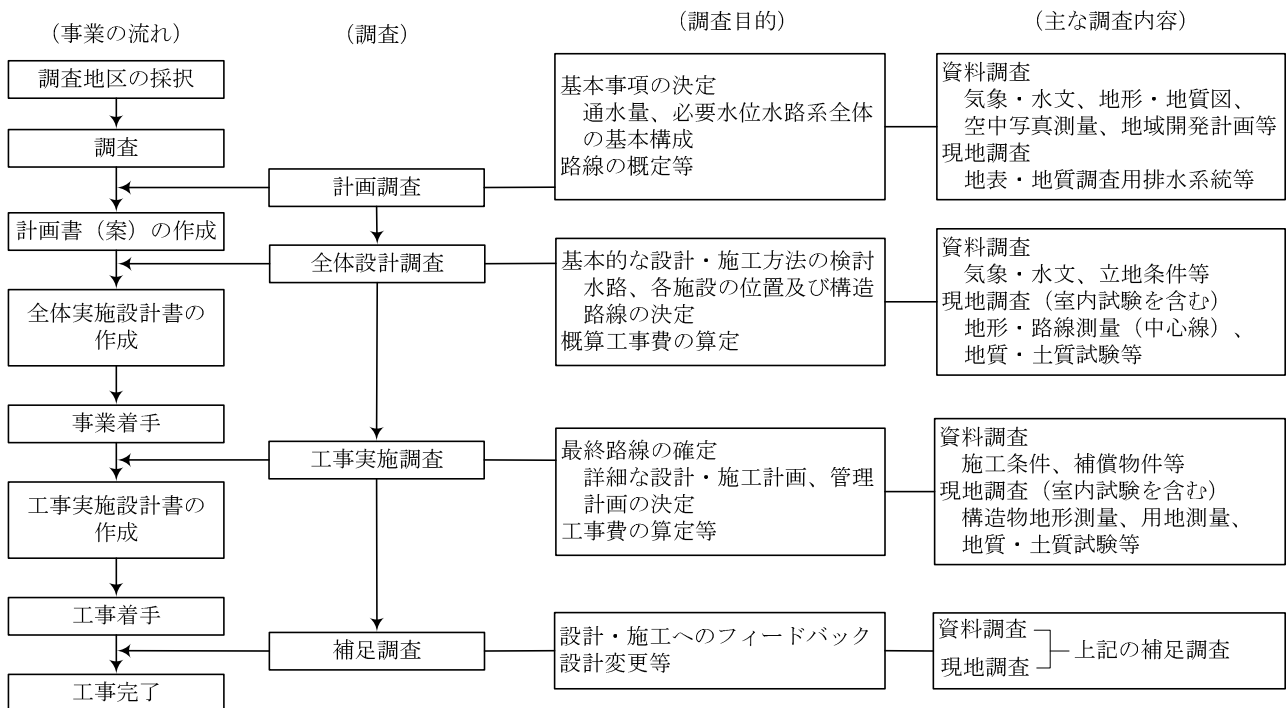 （事業の流れ）
調査地区の採択
調査
計画書（案）の作成
全体実施設計書の
作成
事業着手
工事実施設計書の
作成
工事着手
工事完了
（調査）
計画調査
全体設計調査
工事実施調査
補足調査
（調査目的）
基本事項の決定
通水量、必要水位水路系全体
の基本構成
路線の概定等
基本的な設計・施工方法の検討
水路、各施設の位置及び構造
路線の決定
概算工事費の算定
最終路線の確定
詳細な設計・施工計画、管理
計画の決定
工事費の算定等
設計・施工へのフィードバック
設計変更等
（主な調査内容）
資料調査
気象・水文、地形・地質図、
空中写真測量、地域開発計画等
現地調査
地表・地質調査用排水系統等
資料調査
気象・水文、立地条件等
現地調査（室内試験を含む）
地形・路線測量（中心線）、
地質・土質試験等
資料調査
施工条件、補償物件等
現地調査（室内試験を含む）
構造物地形測量、用地測量、
地質・土質試験等
資料調査
現地調査
上記の補足調査